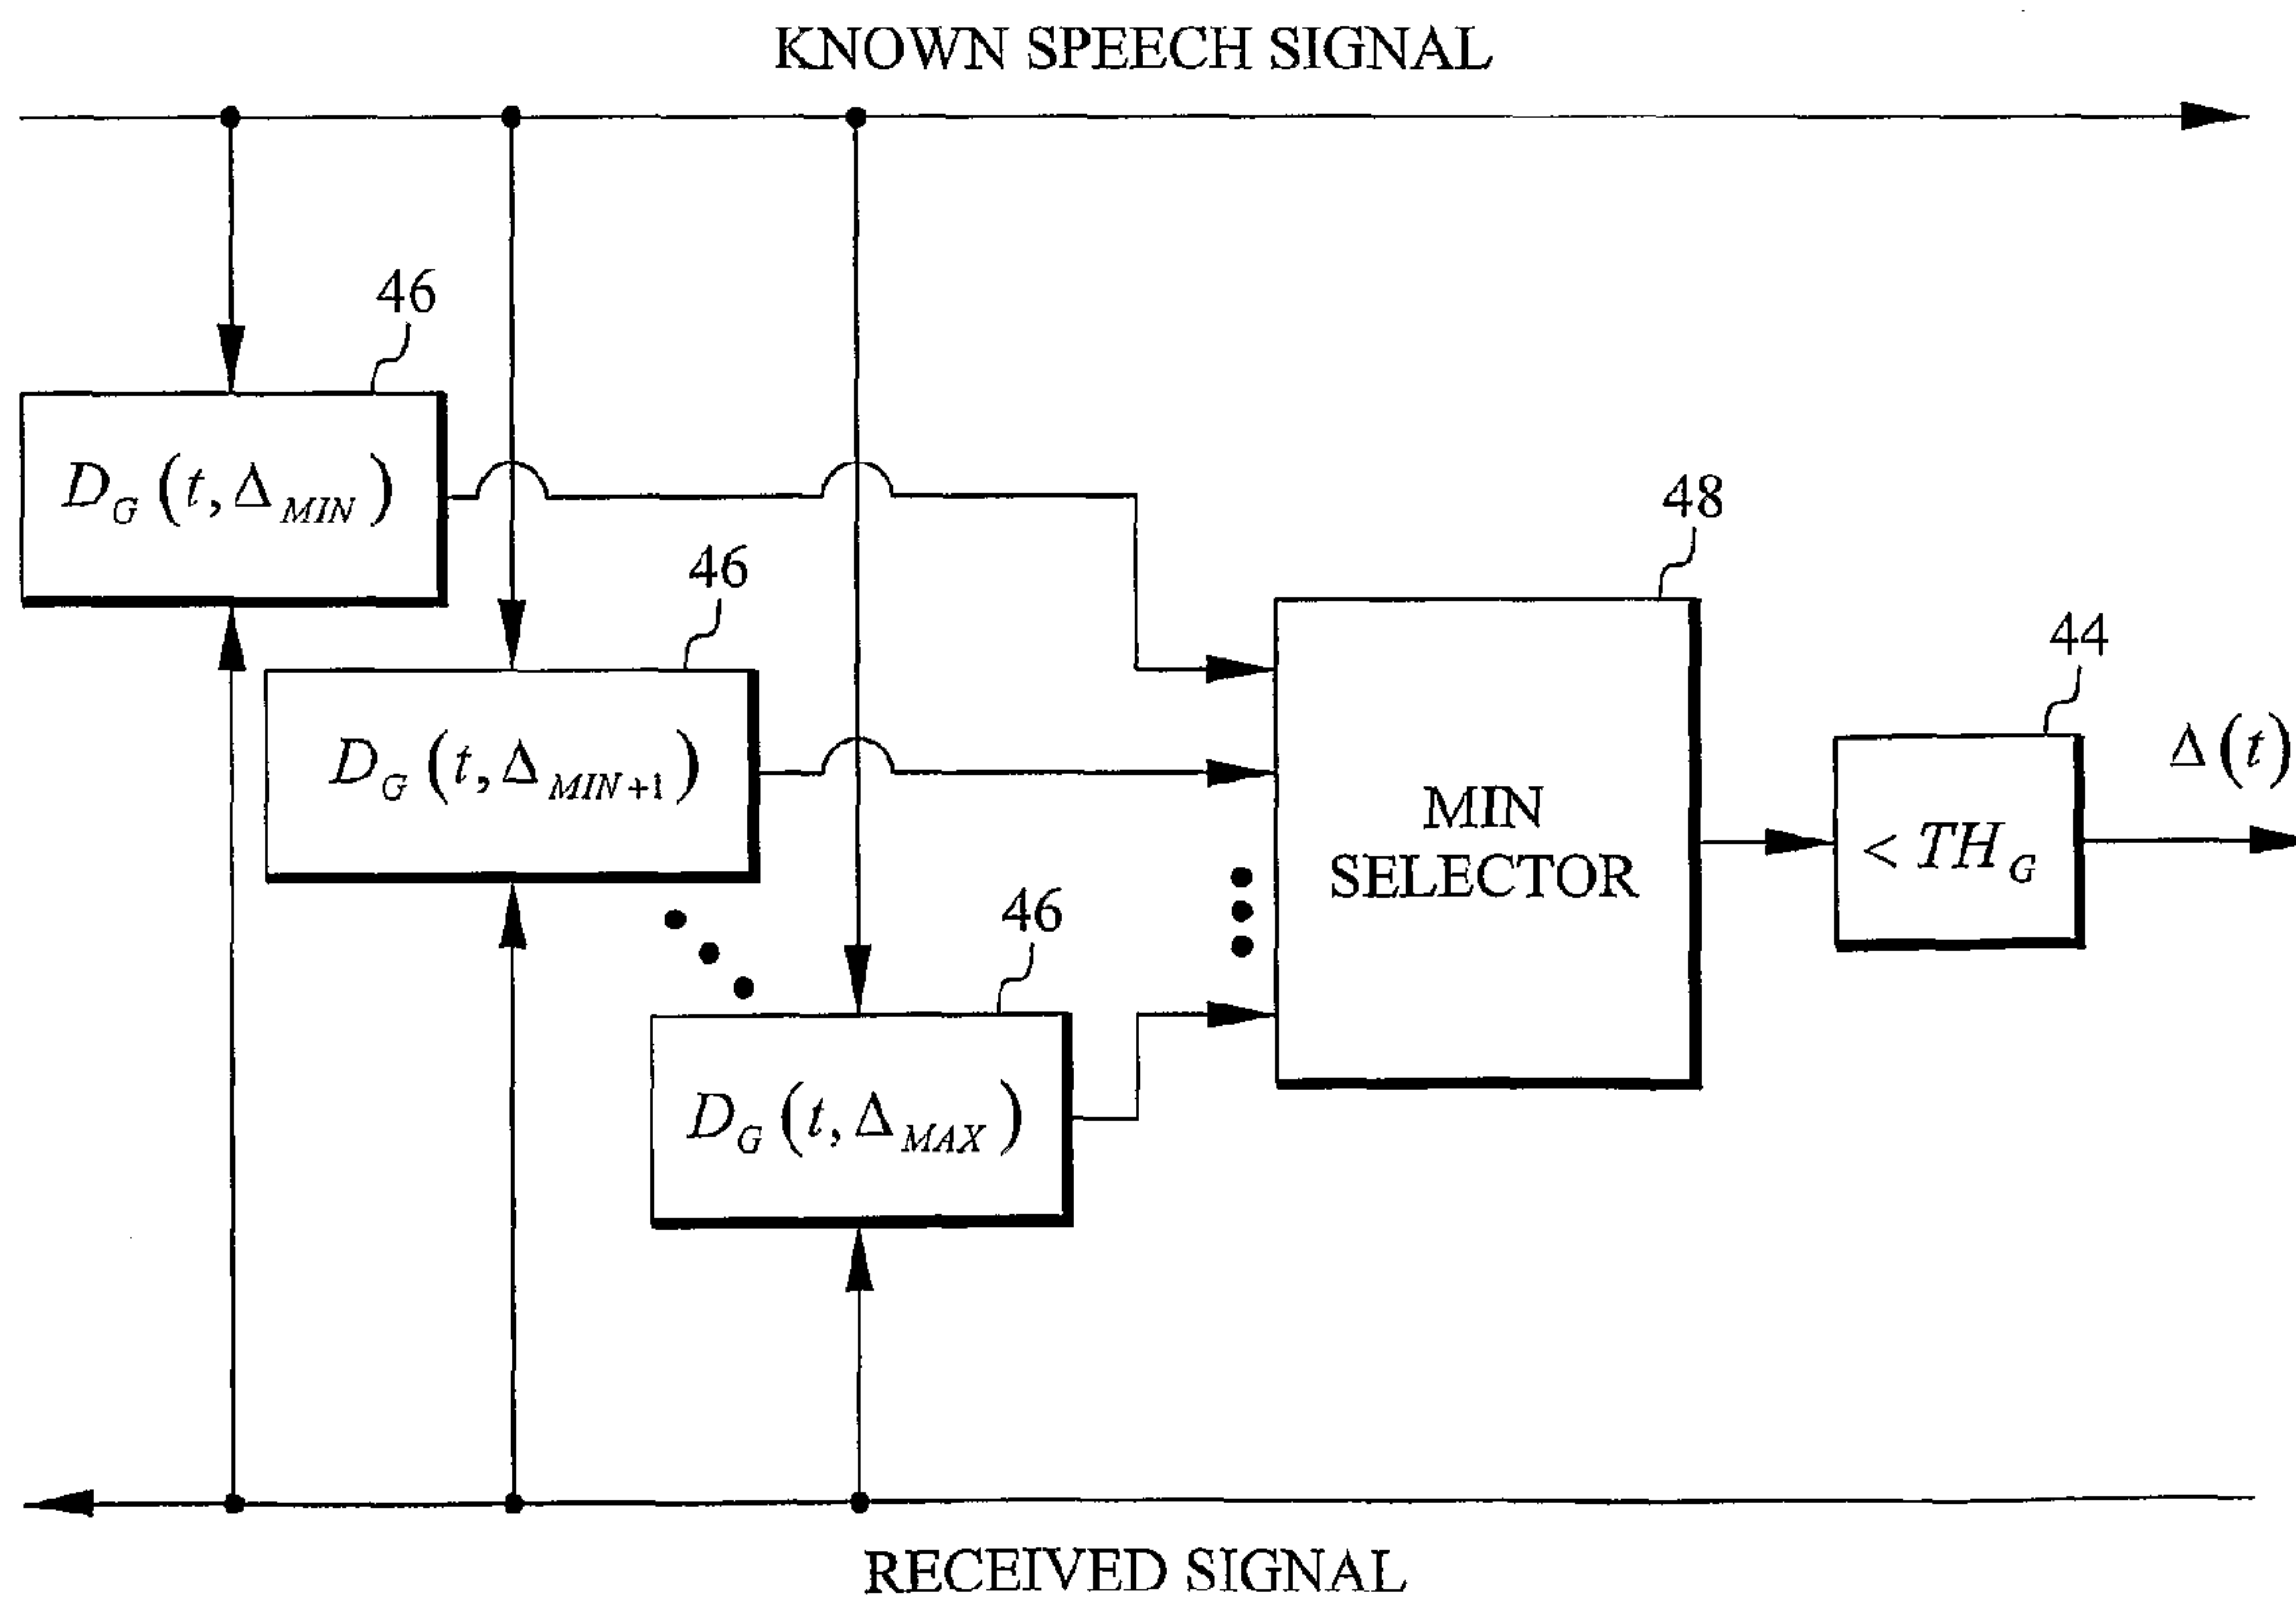 KNOWN SPEECH SIGNAL
46
D_G (t, Δ_MIN)
46
D_G (t, Δ_MIN+1)
46
D_G (t, Δ_MAX)
48
MIN
SELECTOR
44
< TH_G
Δ(t)
RECEIVED SIGNAL